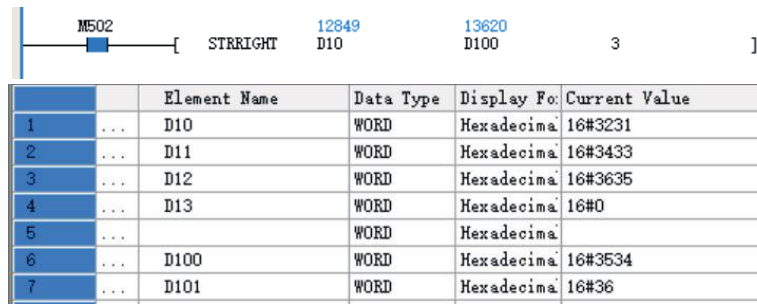 M502 12849 13620
[ STRRIGHT D10 D100 3 ]
Element Name Data Type Display Fo: Current Value
1 ... D10 WORD Hexadecima 16#3231
2 ... D11 WORD Hexadecima 16#3433
3 ... D12 WORD Hexadecima 16#3635
4 ... D13 WORD Hexadecima 16#0
5 ... Hexadecima
6 ... D100 WORD Hexadecima 16#3534
7 ... D101 WORD Hexadecima 16#36